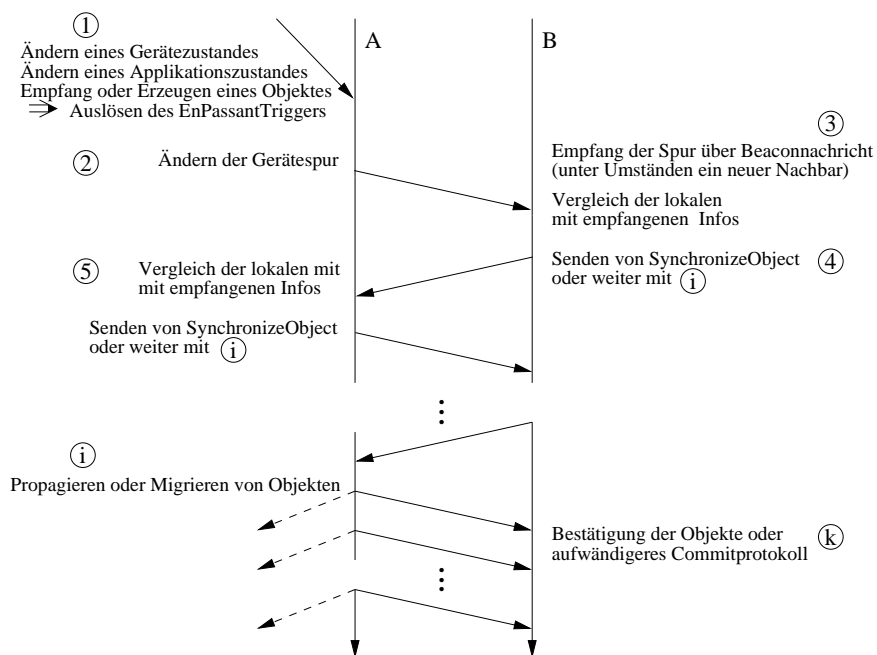 1
A
B
Ändern eines Gerätezustandes
Ändern eines Applikationszustandes
Empfang oder Erzeugen eines Objektes
Auslösen des EnPassantTriggers
2
Ändern der Gerätespur
3
Empfang der Spur über Beaconnachricht
(unter Umständen ein neuer Nachbar)
Vergleich der lokalen
mit empfangenen Infos
Senden von SynchronizeObject
oder weiter mit i
4
5
Vergleich der lokalen mit
mit empfangenen Infos
Senden von SynchronizeObject
oder weiter mit i
i
Propagieren oder Migrieren von Objekten
Bestätigung der Objekte oder
aufwändigeres Commitprotokoll
k